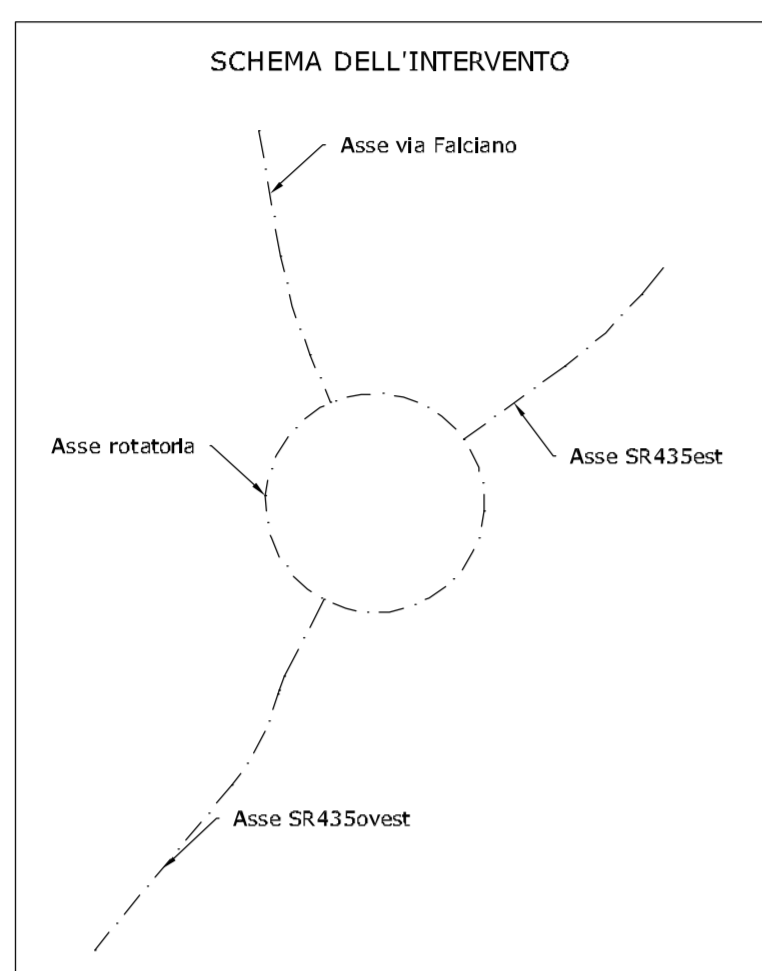 SCHEMA DELL'INTERVENTO
Asse via Falciano
Asse rotatoria
Asse SR435est
Asse SR435ovest